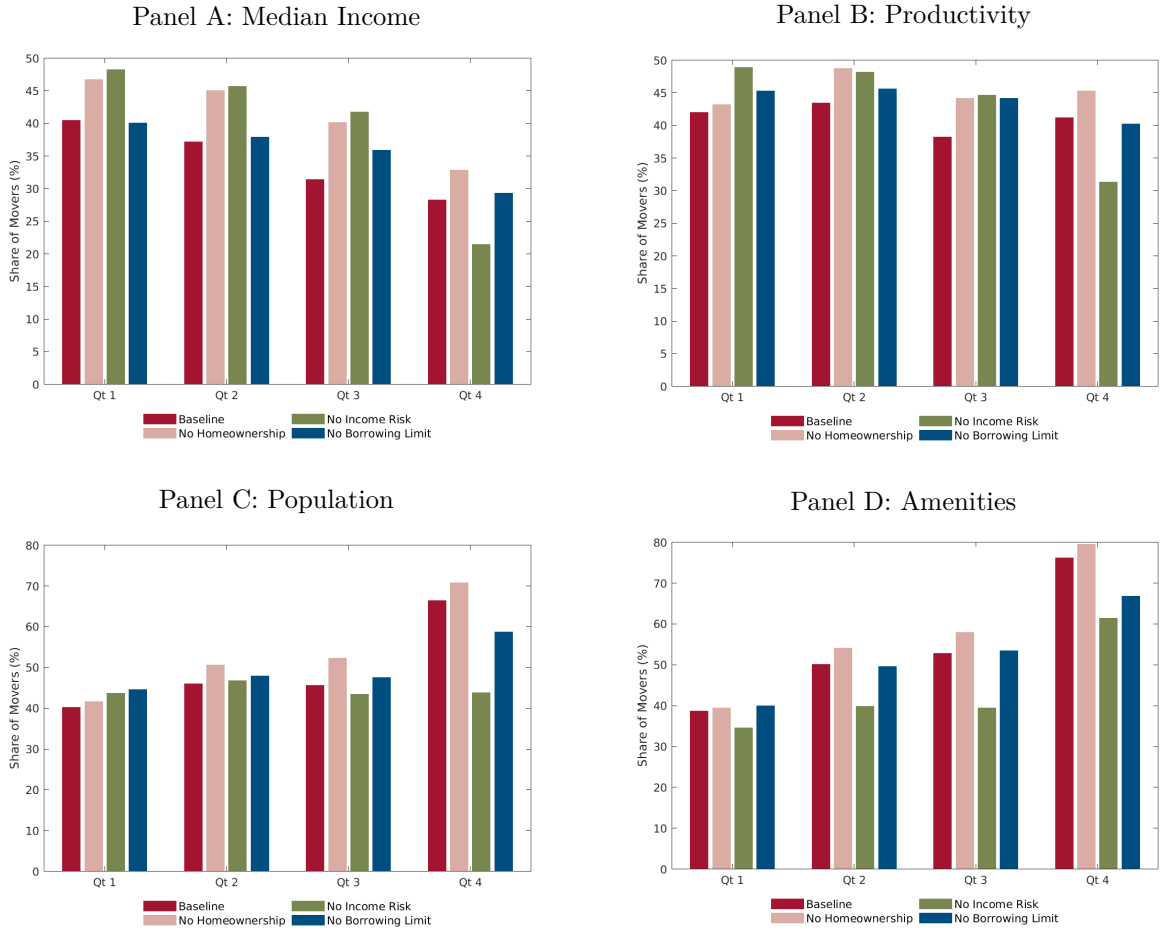 Panel A: Median Income
Share of Movers (%)
50
45
40
35
30
25
20
15
10
5
0
Qt 1 Qt 2 Qt 3 Qt 4
Baseline No Income Risk
No Homeownership No Borrowing Limit
Panel B: Productivity
Share of Movers (%)
50
45
40
35
30
25
20
15
10
5
0
Qt 1 Qt 2 Qt 3 Qt 4
Baseline No Income Risk
No Homeownership No Borrowing Limit
Panel C: Population
Share of Movers (%)
80
70
60
50
40
30
20
10
0
Qt 1 Qt 2 Qt 3 Qt 4
Baseline No Income Risk
No Homeownership No Borrowing Limit
Panel D: Amenities
Share of Movers (%)
80
70
60
50
40
30
20
10
0
Qt 1 Qt 2 Qt 3 Qt 4
Baseline No Income Risk
No Homeownership No Borrowing Limit